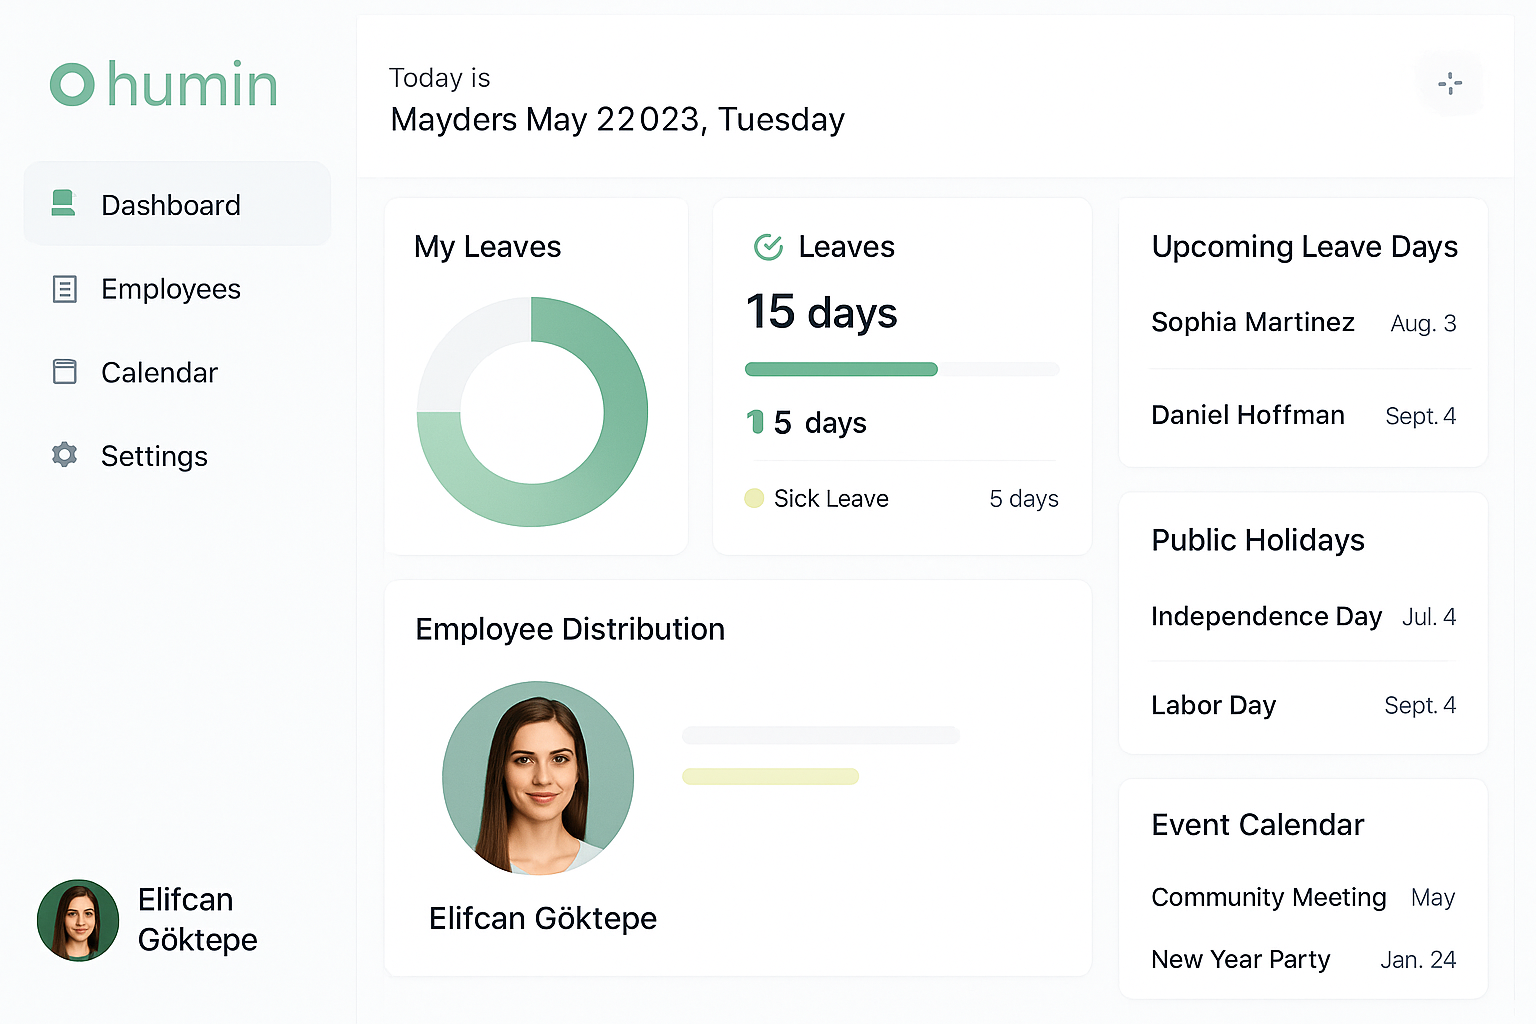 humin
Dashboard
Employees
Calendar
Settings
Elifcan
Göktepe
Today is
Mayders May 22023, Tuesday
My Leaves
Leaves
15 days
15 days
Sick Leave 5 days
Employee Distribution
Elifcan Göktepe
Upcoming Leave Days
Sophia Martinez Aug. 3
Daniel Hoffman Sept. 4
Public Holidays
Independence Day Jul. 4
Labor Day Sept. 4
Event Calendar
Community Meeting May
New Year Party Jan. 24